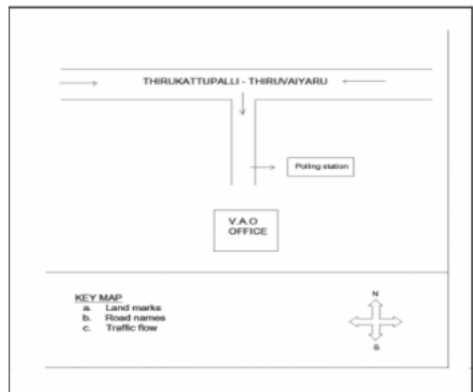 THIRUKATTUPALLI - THIRUVAIYARU
Polling station
V.A.O
OFFICE
KEY MAP
a. Land marks
b. Road names
c. Traffic flow
N
S